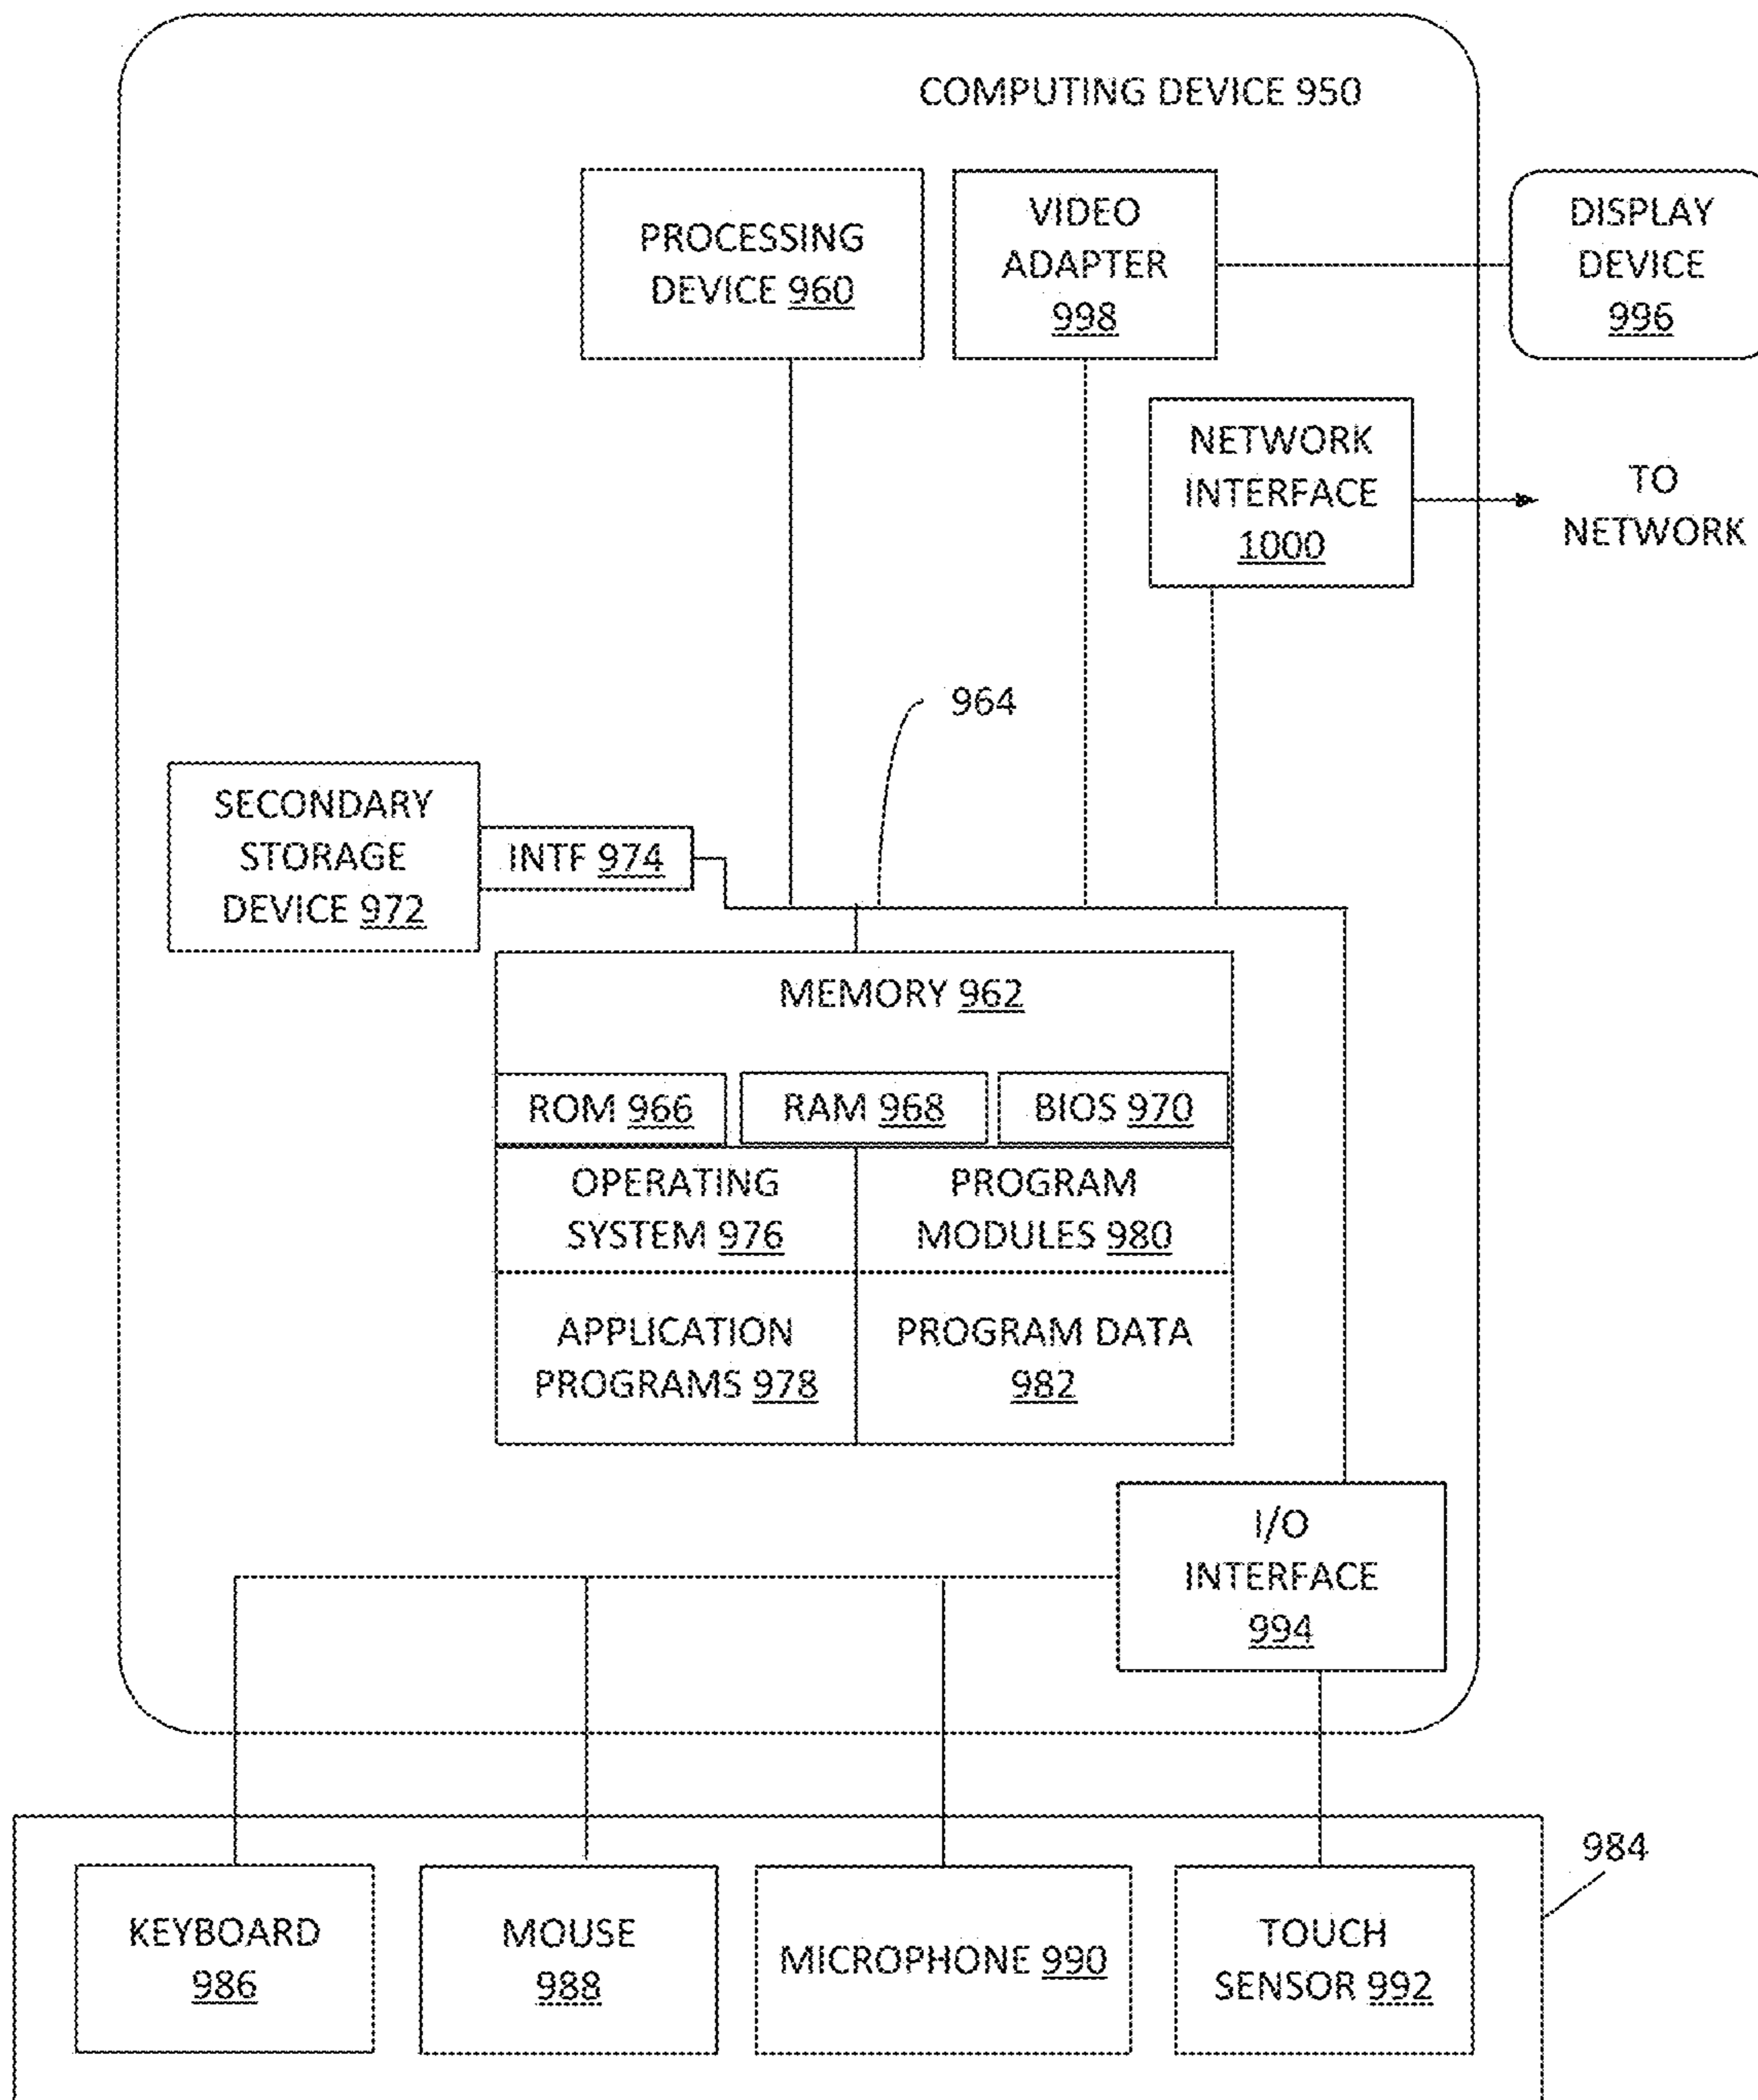 COMPUTING DEVICE 950
PROCESSING
DEVICE 960
VIDEO
ADAPTER
998
DISPLAY
DEVICE
996
NETWORK
INTERFACE
1000
TO
NETWORK
964
SECONDARY
STORAGE
DEVICE 972
INTF 974
MEMORY 962
ROM 966
RAM 968
BIOS 970
OPERATING
SYSTEM 976
PROGRAM
MODULES 980
APPLICATION
PROGRAMS 978
PROGRAM DATA
982
I/O
INTERFACE
994
984
KEYBOARD
986
MOUSE
988
MICROPHONE 990
TOUCH
SENSOR 992